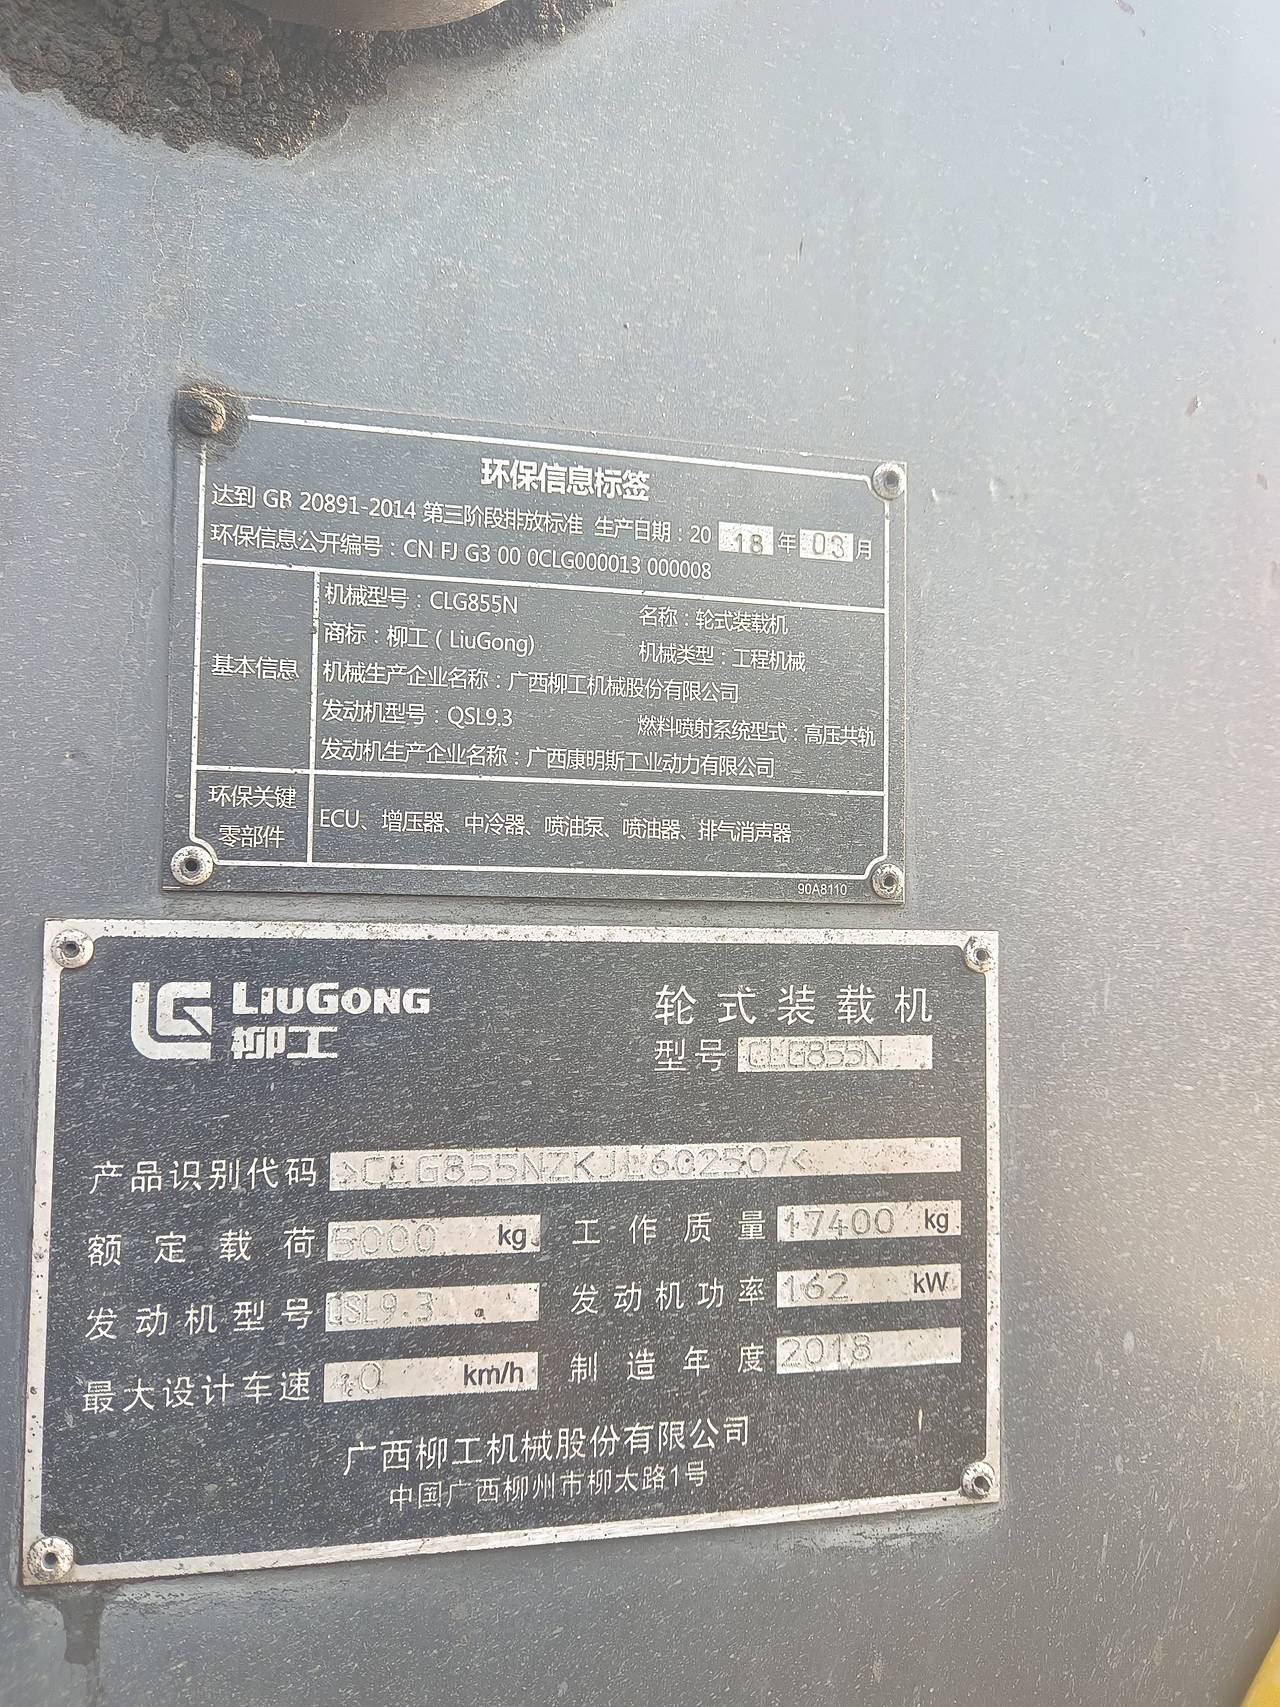 环保信息标签
达到 GB 20891-2014 第三阶段排放标准 生产日期：20 18 年 03 月
环保信息公开编号：CN FJ G3 00 0CLG000013 000008
基本信息
机械型号：CLG855N 名称：轮式装载机
商标：柳工（LiuGong) 机械类型：工程机械
机械生产企业名称：广西柳工机械股份有限公司
发动机型号：QSL9.3 燃料喷射系统型式：高压共轨
发动机生产企业名称：广西康明斯工业动力有限公司
环保关键
零部件
ECU、增压器、中冷器、喷油泵、喷油器、排气消声器
90A8110
LIUGONG
柳工
轮式装载机
型号 CLG855N
产品识别代码 >CLG855NZKJL602507<
额定载荷 5000 kg 工作质量 17400 kg
发动机型号 QSL9.3 发动机功率 162 kW
最大设计车速 40 km/h 制造年度 2018
广西柳工机械股份有限公司
中国广西柳州市柳太路1号